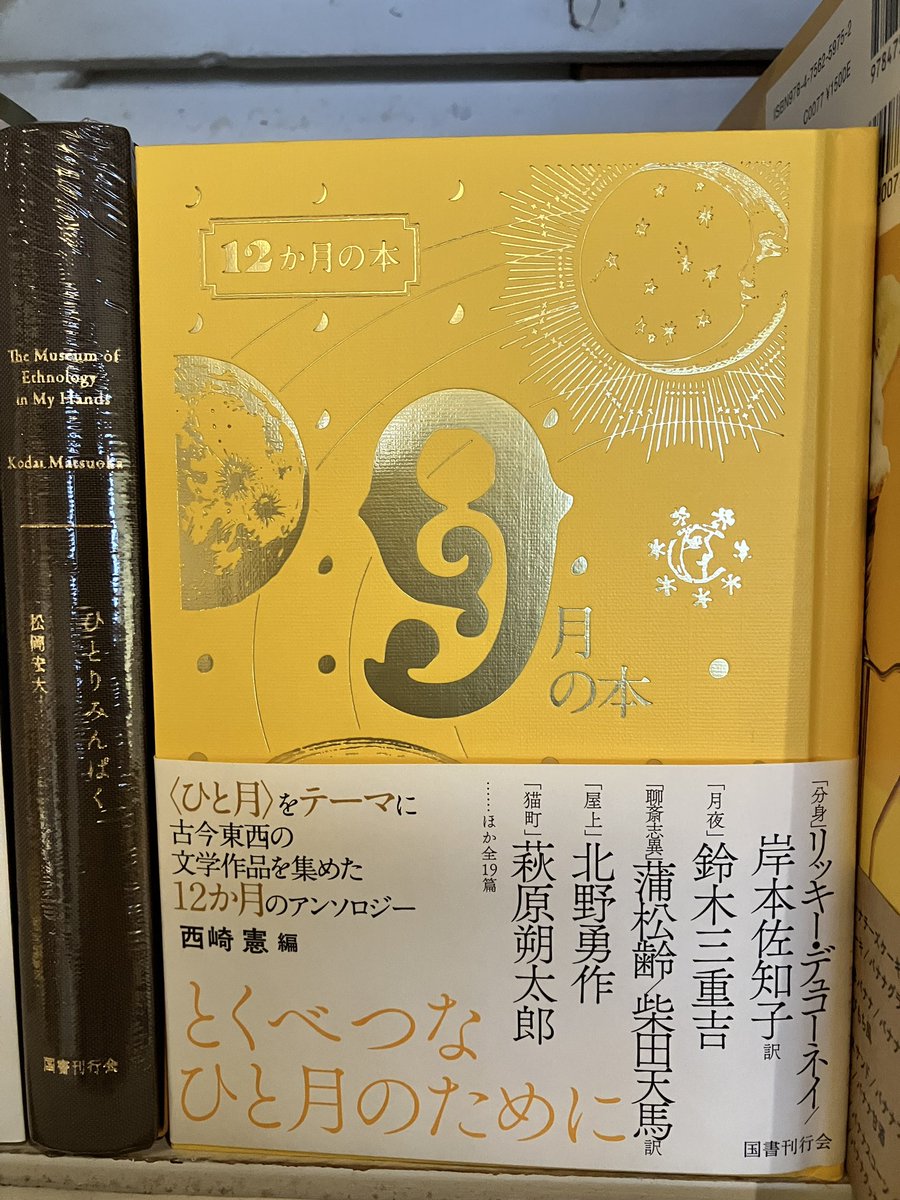 The Museum of
Ethnology
in My Hands
Kodai Matsuoka
ひとりみんぱく
松岡宏大
国書刊行会
12か月の本
9
月
の本
〈ひと月〉をテーマに
古今東西の
文学作品を集めた
12か月のアンソロジー
西崎 憲 編
とくべつな
ひと月のために
「分身」リッキー・デュコーネイ/
岸本佐知子 訳
「月夜」鈴木三重吉
「聊斎志異」蒲松齢/柴田天馬 訳
「屋上」北野勇作
「猫町」萩原朔太郎
……ほか全19篇
国書刊行会
ISBN978-4-7562-5975-2
C0077 ¥1500E